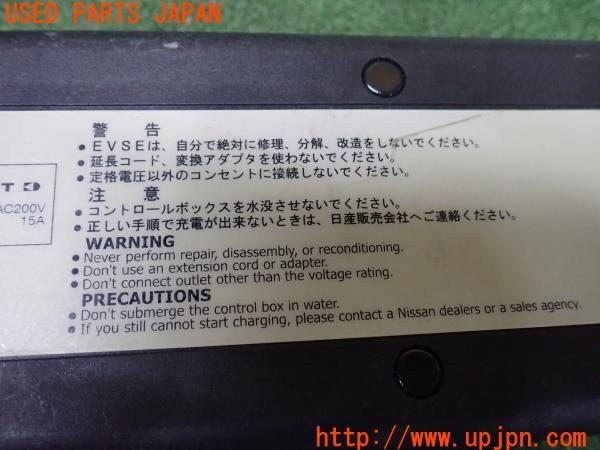 USED PARTS JAPAN
警　告
● EVSEは、自分で絶対に修理、分解、改造をしないでください。
● 延長コード、変換アダプタを使わないでください。
● 定格電圧以外のコンセントに接続しないでください。
注　意
● コントロールボックスを水没させないでください。
● 正しい手順で充電が出来ないときは、日産販売会社へご連絡ください。
T
AC200V
15A
WARNING
● Never perform repair, disassembly, or reconditioning.
● Don't use an extension cord or adapter.
● Don't connect outlet other than the voltage rating.
PRECAUTIONS
● Don't submerge the control box in water.
● If you still cannot start charging, please contact a Nissan dealers or a sales agency.
http://www.upjpn.com/